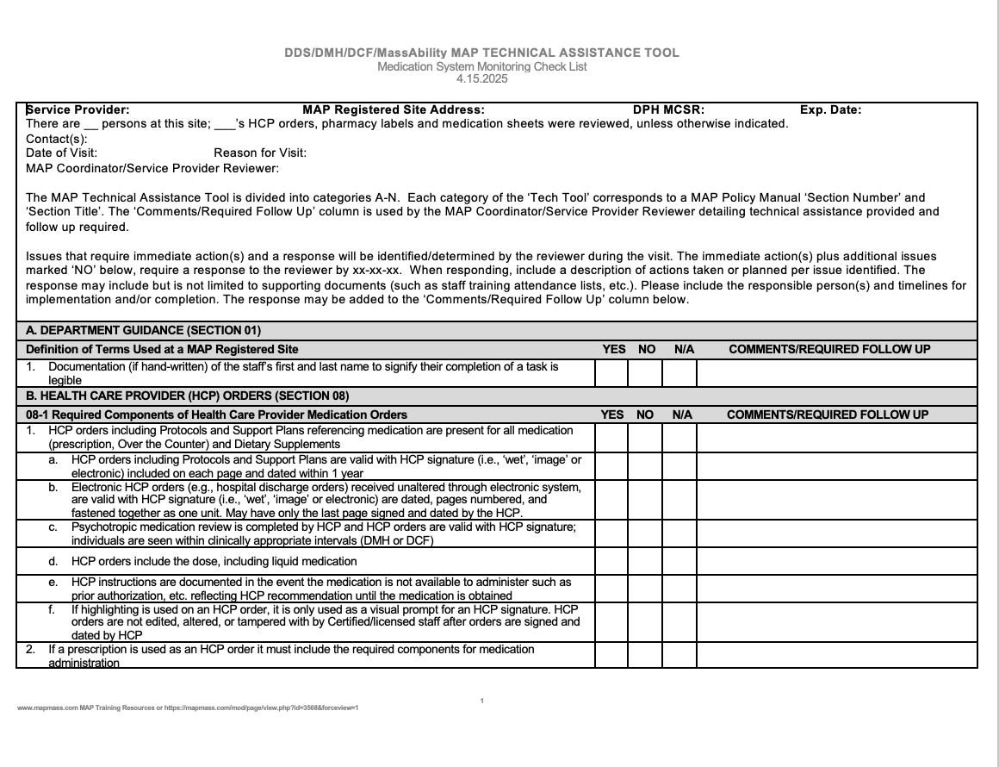 DDS/DMH/DCF/MassAbility MAP TECHNICAL ASSISTANCE TOOL
Medication System Monitoring Check List
4.15.2025
Service Provider: MAP Registered Site Address: DPH MCSR: Exp. Date:
There are __ persons at this site; ___'s HCP orders, pharmacy labels and medication sheets were reviewed, unless otherwise indicated.
Contact(s):
Date of Visit: Reason for Visit:
MAP Coordinator/Service Provider Reviewer:
The MAP Technical Assistance Tool is divided into categories A-N. Each category of the ‘Tech Tool’ corresponds to a MAP Policy Manual ‘Section Number’ and
‘Section Title’. The ‘Comments/Required Follow Up’ column is used by the MAP Coordinator/Service Provider Reviewer detailing technical assistance provided and
follow up required.
Issues that require immediate action(s) and a response will be identified/determined by the reviewer during the visit. The immediate action(s) plus additional issues
marked ‘NO’ below, require a response to the reviewer by xx-xx-xx. When responding, include a description of actions taken or planned per issue identified. The
response may include but is not limited to supporting documents (such as staff training attendance lists, etc.). Please include the responsible person(s) and timelines for
implementation and/or completion. The response may be added to the ‘Comments/Required Follow Up’ column below.
A. DEPARTMENT GUIDANCE (SECTION 01)
Definition of Terms Used at a MAP Registered Site YES NO N/A COMMENTS/REQUIRED FOLLOW UP
1. Documentation (if hand-written) of the staff’s first and last name to signify their completion of a task is
legible
B. HEALTH CARE PROVIDER (HCP) ORDERS (SECTION 08)
08-1 Required Components of Health Care Provider Medication Orders YES NO N/A COMMENTS/REQUIRED FOLLOW UP
1. HCP orders including Protocols and Support Plans referencing medication are present for all medication
(prescription, Over the Counter) and Dietary Supplements
a. HCP orders including Protocols and Support Plans are valid with HCP signature (i.e., ‘wet’, ‘image’ or
electronic) included on each page and dated within 1 year
b. Electronic HCP orders (e.g., hospital discharge orders) received unaltered through electronic system,
are valid with HCP signature (i.e., ‘wet’, ‘image’ or electronic) are dated, pages numbered, and
fastened together as one unit. May have only the last page signed and dated by the HCP.
c. Psychotropic medication review is completed by HCP and HCP orders are valid with HCP signature;
individuals are seen within clinically appropriate intervals (DMH or DCF)
d. HCP orders include the dose, including liquid medication
e. HCP instructions are documented in the event the medication is not available to administer such as
prior authorization, etc. reflecting HCP recommendation until the medication is obtained
f. If highlighting is used on an HCP order, it is only used as a visual prompt for an HCP signature. HCP
orders are not edited, altered, or tampered with by Certified/licensed staff after orders are signed and
dated by HCP
2. If a prescription is used as an HCP order it must include the required components for medication
administration
1
www.mapmass.com MAP Training Resources or https://mapmass.com/mod/page/view.php?id=3568&forceview=1